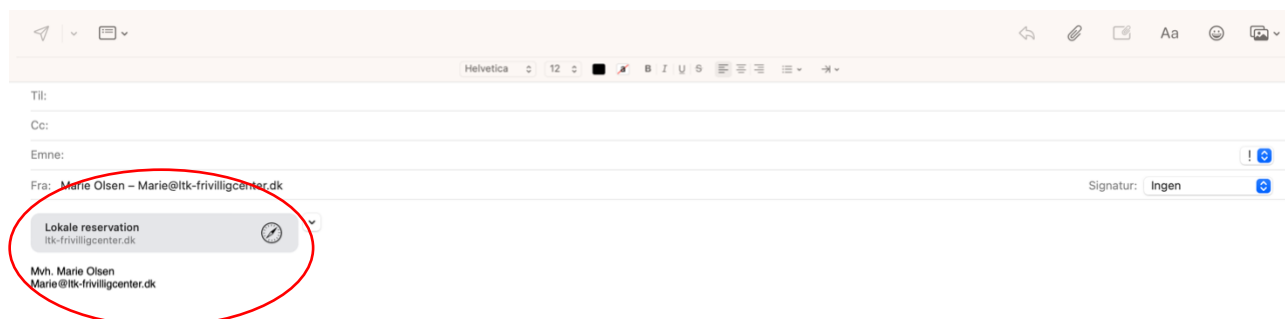 Aa
Helvetica 12 a B I U S
Til:
Cc:
Emne:
!
Fra: Marie Olsen – Marie@ltk-frivilligcenter.dk
Signatur: Ingen
Lokale reservation
ltk-frivilligcenter.dk
Mvh. Marie Olsen
Marie@ltk-frivilligcenter.dk